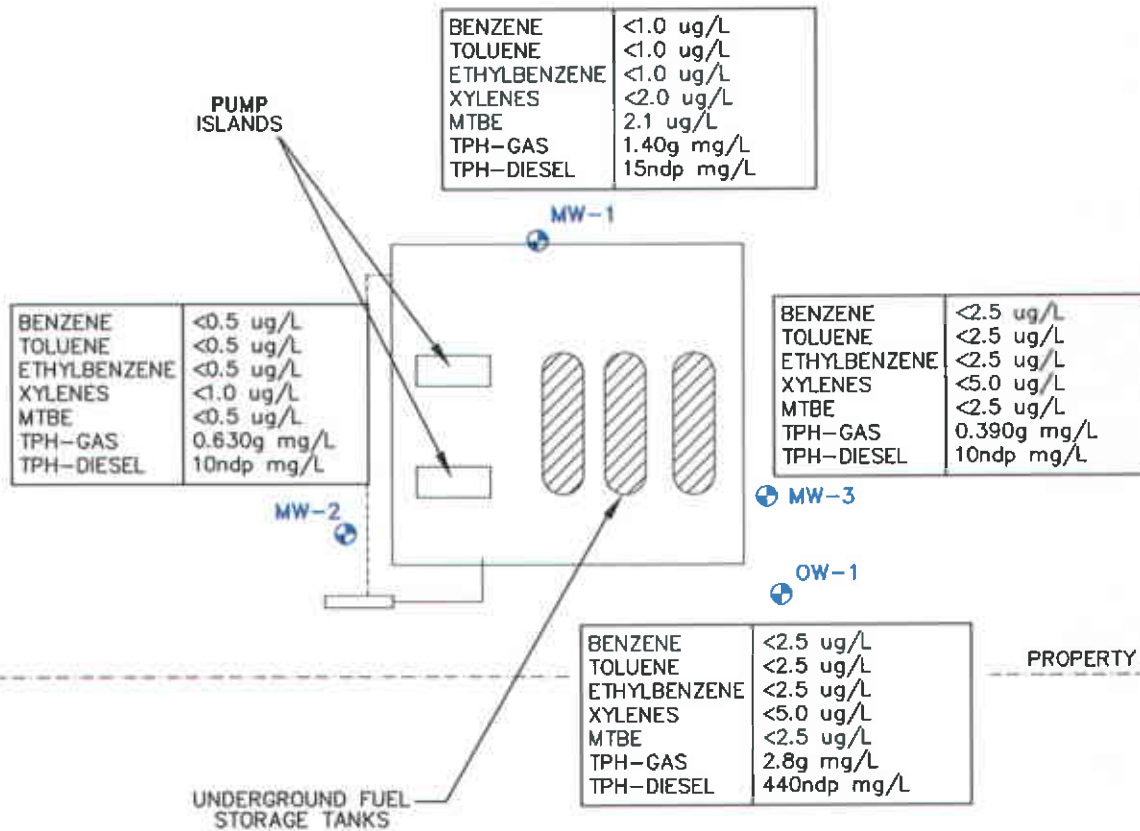 BENZENE <1.0 ug/L
TOLUENE <1.0 ug/L
ETHYLBENZENE <1.0 ug/L
XYLENES <2.0 ug/L
MTBE 2.1 ug/L
TPH-GAS 1.40g mg/L
TPH-DIESEL 15ndp mg/L
PUMP
ISLANDS
MW-1
BENZENE <0.5 ug/L
TOLUENE <0.5 ug/L
ETHYLBENZENE <0.5 ug/L
XYLENES <1.0 ug/L
MTBE <0.5 ug/L
TPH-GAS 0.630g mg/L
TPH-DIESEL 10ndp mg/L
BENZENE <2.5 ug/L
TOLUENE <2.5 ug/L
ETHYLBENZENE <2.5 ug/L
XYLENES <5.0 ug/L
MTBE <2.5 ug/L
TPH-GAS 0.390g mg/L
TPH-DIESEL 10ndp mg/L
MW-2
MW-3
OW-1
BENZENE <2.5 ug/L
TOLUENE <2.5 ug/L
ETHYLBENZENE <2.5 ug/L
XYLENES <5.0 ug/L
MTBE <2.5 ug/L
TPH-GAS 2.8g mg/L
TPH-DIESEL 440ndp mg/L
PROPERTY
UNDERGROUND FUEL
STORAGE TANKS